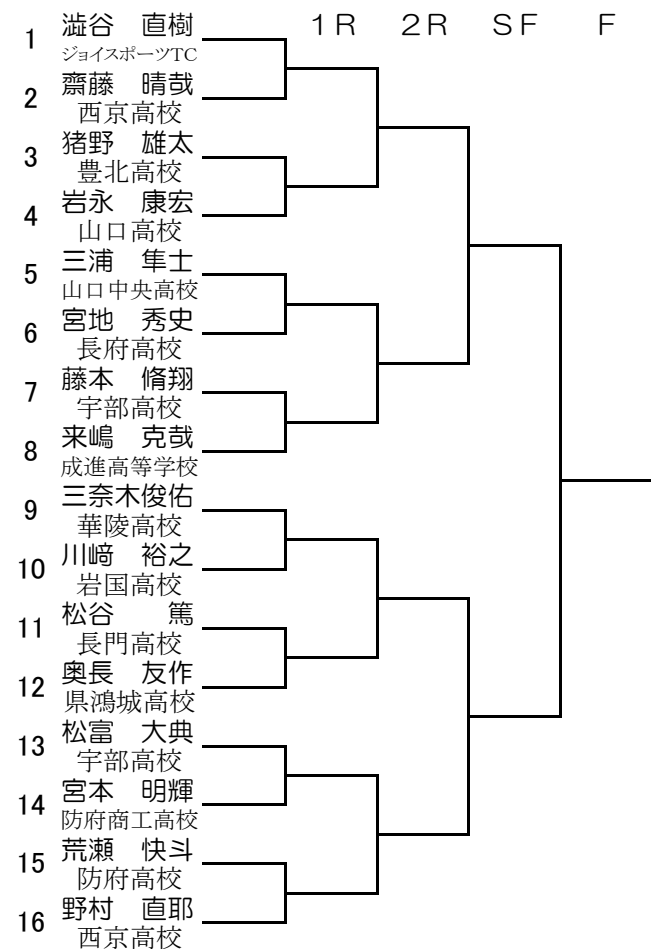 1R 2R SF F
1 澁谷 直樹
ジョイスポーツTC
2 齋藤 晴哉
西京高校
3 猪野 雄太
豊北高校
4 岩永 康宏
山口高校
5 三浦 隼士
山口中央高校
6 宮地 秀史
長府高校
7 藤本 脩翔
宇部高校
8 来嶋 克哉
成進高等学校
9 三奈木俊佑
華陵高校
10 川﨑 裕之
岩国高校
11 松谷 篤
長門高校
12 奥長 友作
県鴻城高校
13 松富 大典
宇部高校
14 宮本 明輝
防府商工高校
15 荒瀬 快斗
防府高校
16 野村 直耶
西京高校